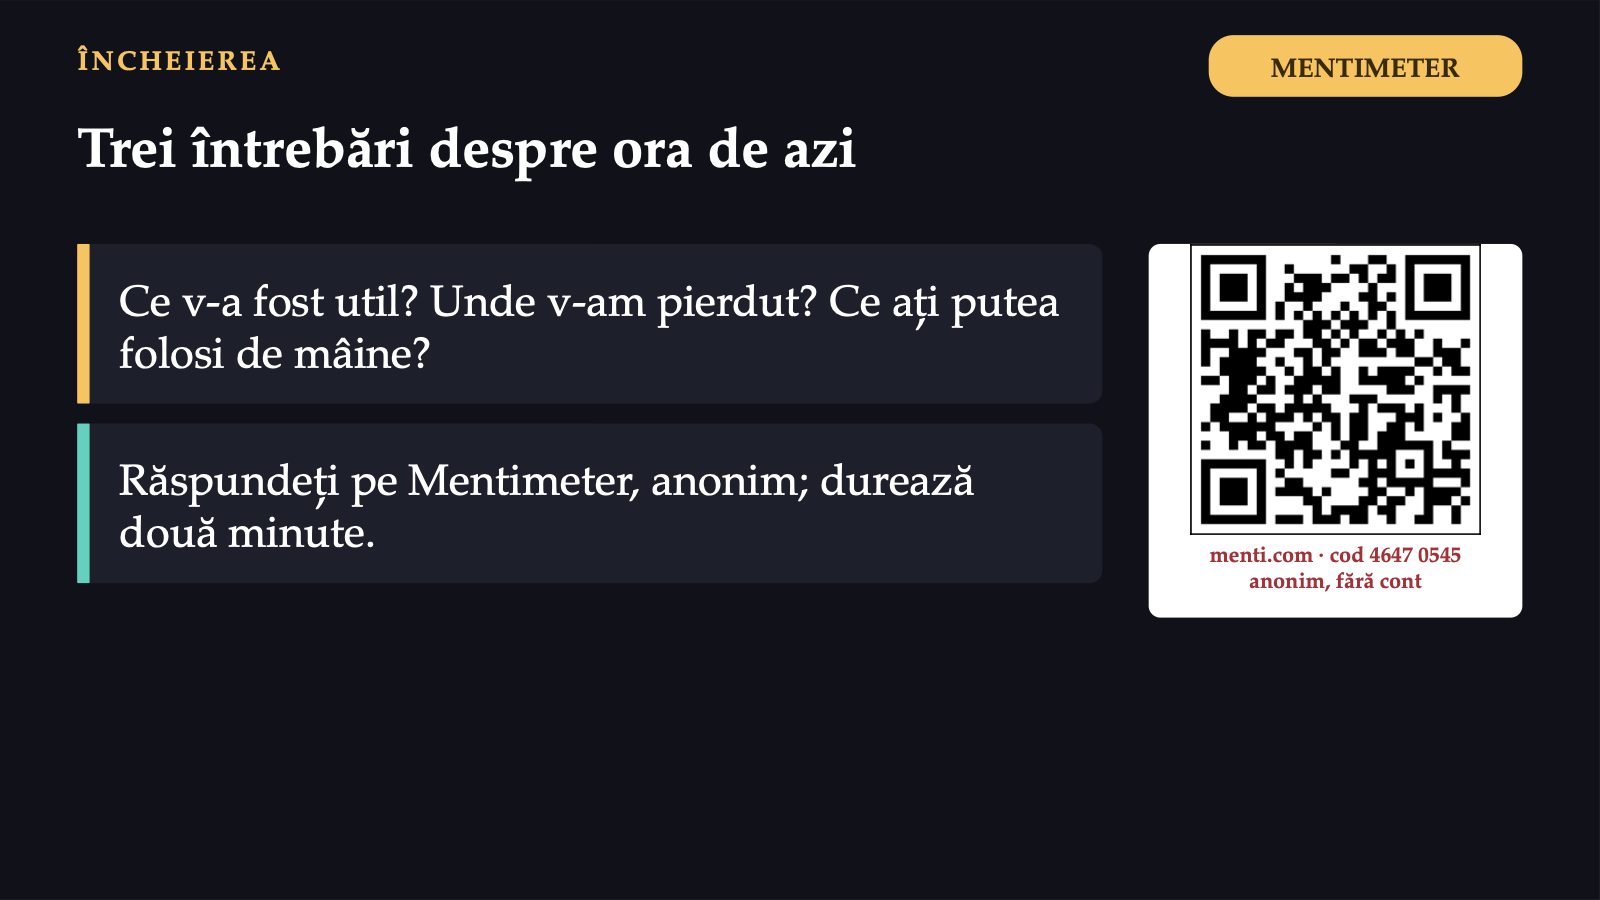 ÎNCHEIEREA
MENTIMETER
Trei întrebări despre ora de azi
Ce v-a fost util? Unde v-am pierdut? Ce ați putea
folosi de mâine?
Răspundeți pe Mentimeter, anonim; durează
două minute.
menti.com · cod 4647 0545
anonim, fără cont